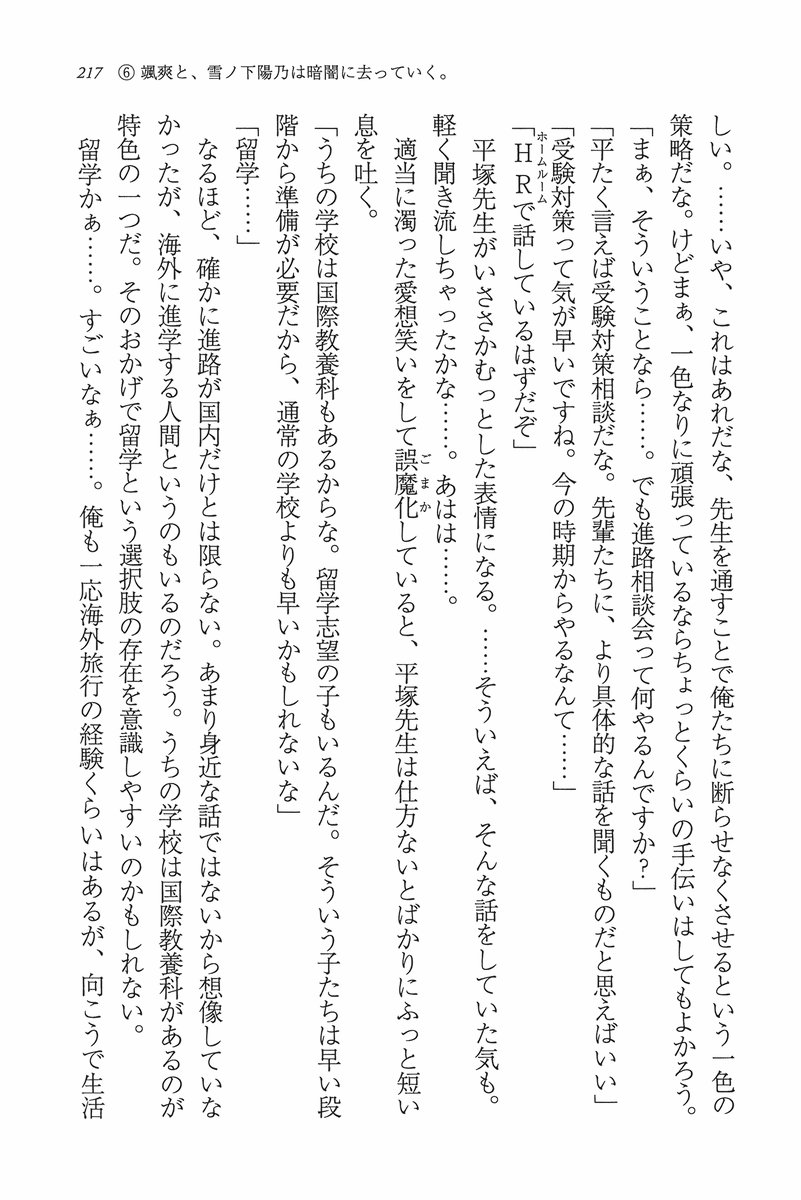 217 ⑥ 颯爽と、雪ノ下陽乃は暗闇に去っていく。
しい。……いや、これはあれだな、先生を通すことで俺たちに断らせなくさせるという一色の
策略だな。けどまぁ、一色なりに頑張っているならちょっとくらいの手伝いはしてもよかろう。
「まぁ、そういうことなら……。でも進路相談会って何やるんですか?」
「平たく言えば受験対策相談だな。先輩たちに、より具体的な話を聞くものだと思えばいい」
「受験対策って気が早いですね。今の時期からやるなんて……」
「HRで話しているはずだぞ」
ホームルーム
平塚先生がいささかむっとした表情になる。……そういえば、そんな話をしていた気も。
軽く聞き流しちゃったかな……。あはは……。
適当に濁った愛想笑いをして誤魔化していると、平塚先生は仕方ないとばかりにふっと短い
ごまか
息を吐く。
「うちの学校は国際教養科もあるからな。留学志望の子もいるんだ。そういう子たちは早い段
階から準備が必要だから、通常の学校よりも早いかもしれないな」
「留学……」
なるほど、確かに進路が国内だけとは限らない。あまり身近な話ではないから想像していな
かったが、海外に進学する人間というのもいるのだろう。うちの学校は国際教養科があるのが
特色の一つだ。そのおかげで留学という選択肢の存在を意識しやすいのかもしれない。
留学かぁ……。すごいなぁ……。俺も一応海外旅行の経験くらいはあるが、向こうで生活